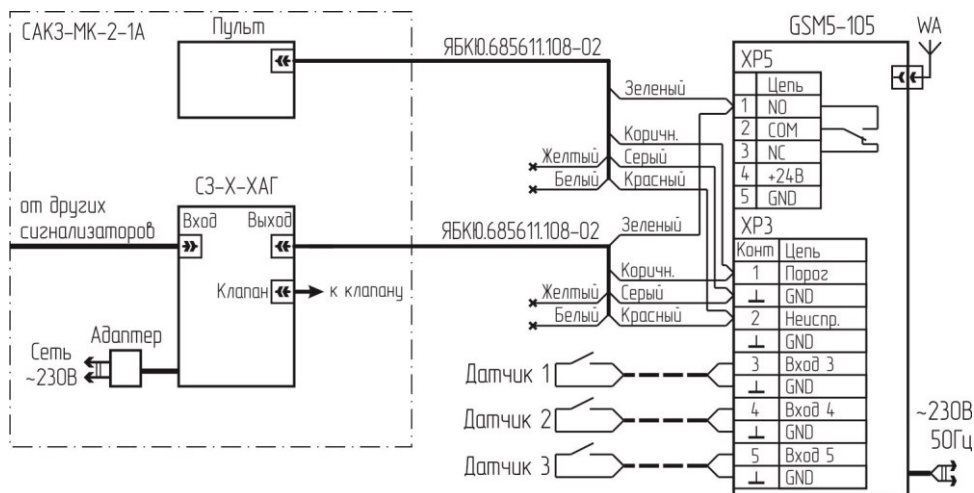 САКЗ-МК-2-1А
Пульт
ЯБКЮ.685611.108-02
GSM5-105
WA
XP5
Цепь
1 NO
2 COM
3 NC
4 +24В
5 GND
Зеленый
Коричн.
Желтый
Серый
Белый
Красный
СЗ-Х-ХАГ
от других
сигнализаторов
Вход
Выход
Клапан
к клапану
Адаптер
Сеть
~230В
ЯБКЮ.685611.108-02
Зеленый
Коричн.
Желтый
Серый
Белый
Красный
XP3
Конт Цепь
1 Порог
⊥ GND
2 Неиспр.
⊥ GND
3 Вход 3
⊥ GND
4 Вход 4
⊥ GND
5 Вход 5
⊥ GND
Датчик 1
Датчик 2
Датчик 3
~230В
50Гц